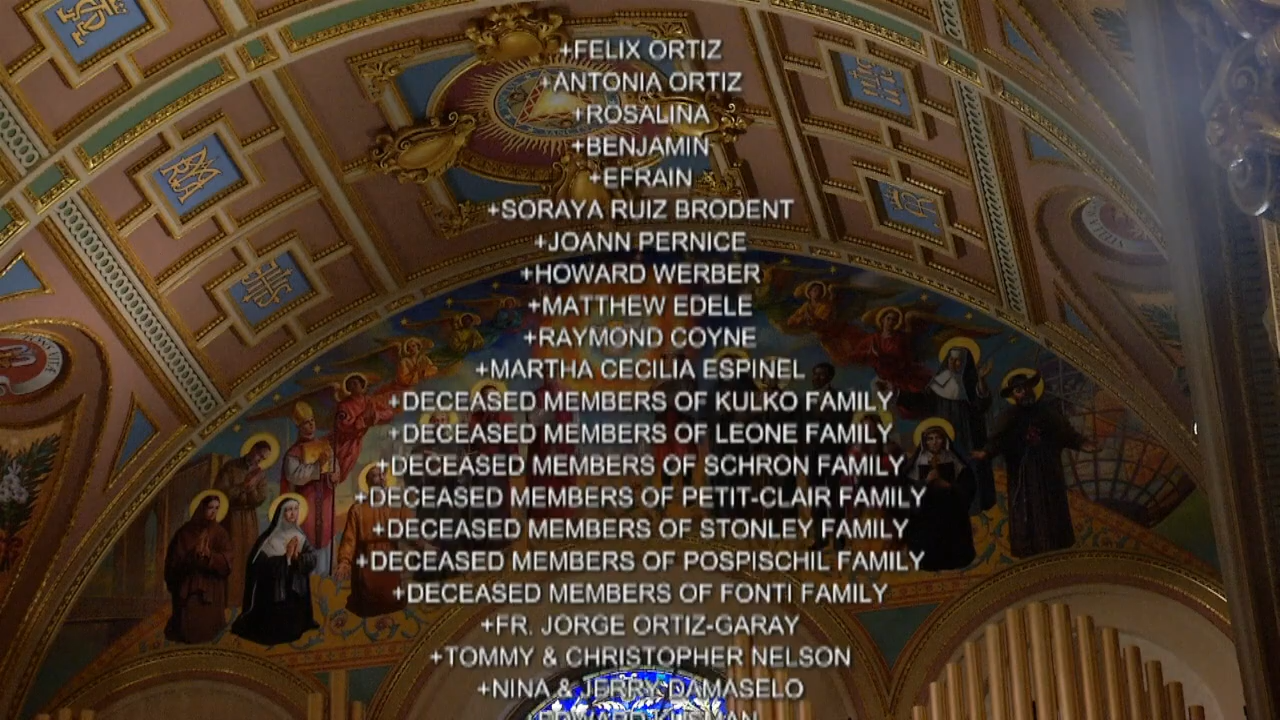 +FELIX ORTIZ
+ANTONIA ORTIZ
+ROSALINA
+BENJAMIN
+EFRAIN
+SORAYA RUIZ BRODENT
+JOANN PERNICE
+HOWARD WERBER
+MATTHEW EDELE
+RAYMOND COYNE
+MARTHA CECILIA ESPINEL
+DECEASED MEMBERS OF KULKO FAMILY
+DECEASED MEMBERS OF LEONE FAMILY
+DECEASED MEMBERS OF SCHRON FAMILY
+DECEASED MEMBERS OF PETIT-CLAIR FAMILY
+DECEASED MEMBERS OF STONLEY FAMILY
+DECEASED MEMBERS OF POSPISCHIL FAMILY
+DECEASED MEMBERS OF FONTI FAMILY
+FR. JORGE ORTIZ-GARAY
+TOMMY & CHRISTOPHER NELSON
+NINA & JERRY DAMASELO
+EDWARD